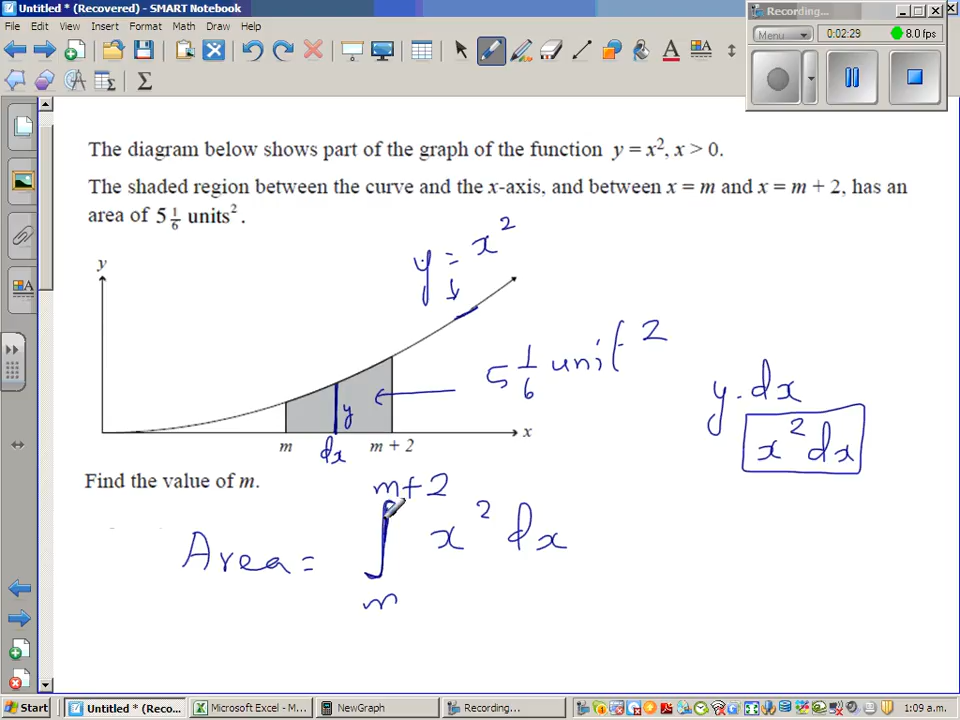 Untitled * (Recovered) - SMART Notebook
File Edit View Insert Format Math Draw Help
Recording...
Menu
0:02:29
8.0 fps
The diagram below shows part of the graph of the function y = x², x > 0.
The shaded region between the curve and the x-axis, and between x = m and x = m + 2, has an
area of 5 1/6 units².
y = x²
y
5 1/6 unit²
y
y.dx
x² dx
x
m
dx
m + 2
Find the value of m.
m+2
Area = ∫ x² dx
m
Start
Untitled * (Reco...
Microsoft Excel - M...
NewGraph
Recording...
1:09 a.m.